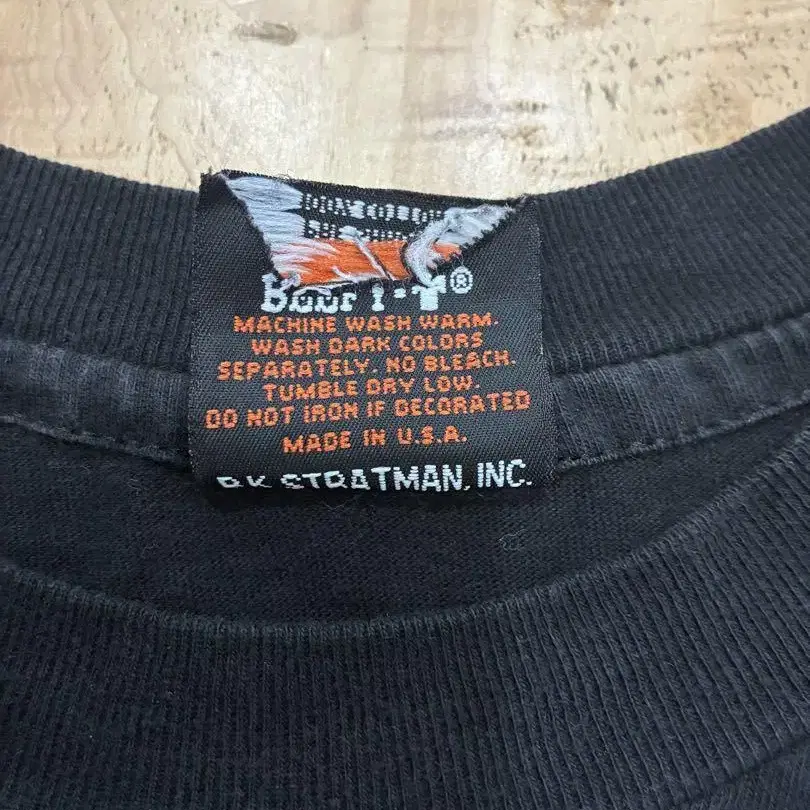 ®
MACHINE WASH WARM.
WASH DARK COLORS
SEPARATELY. NO BLEACH.
TUMBLE DRY LOW.
DO NOT IRON IF DECORATED
MADE IN U.S.A.
R.K. STRATMAN, INC.